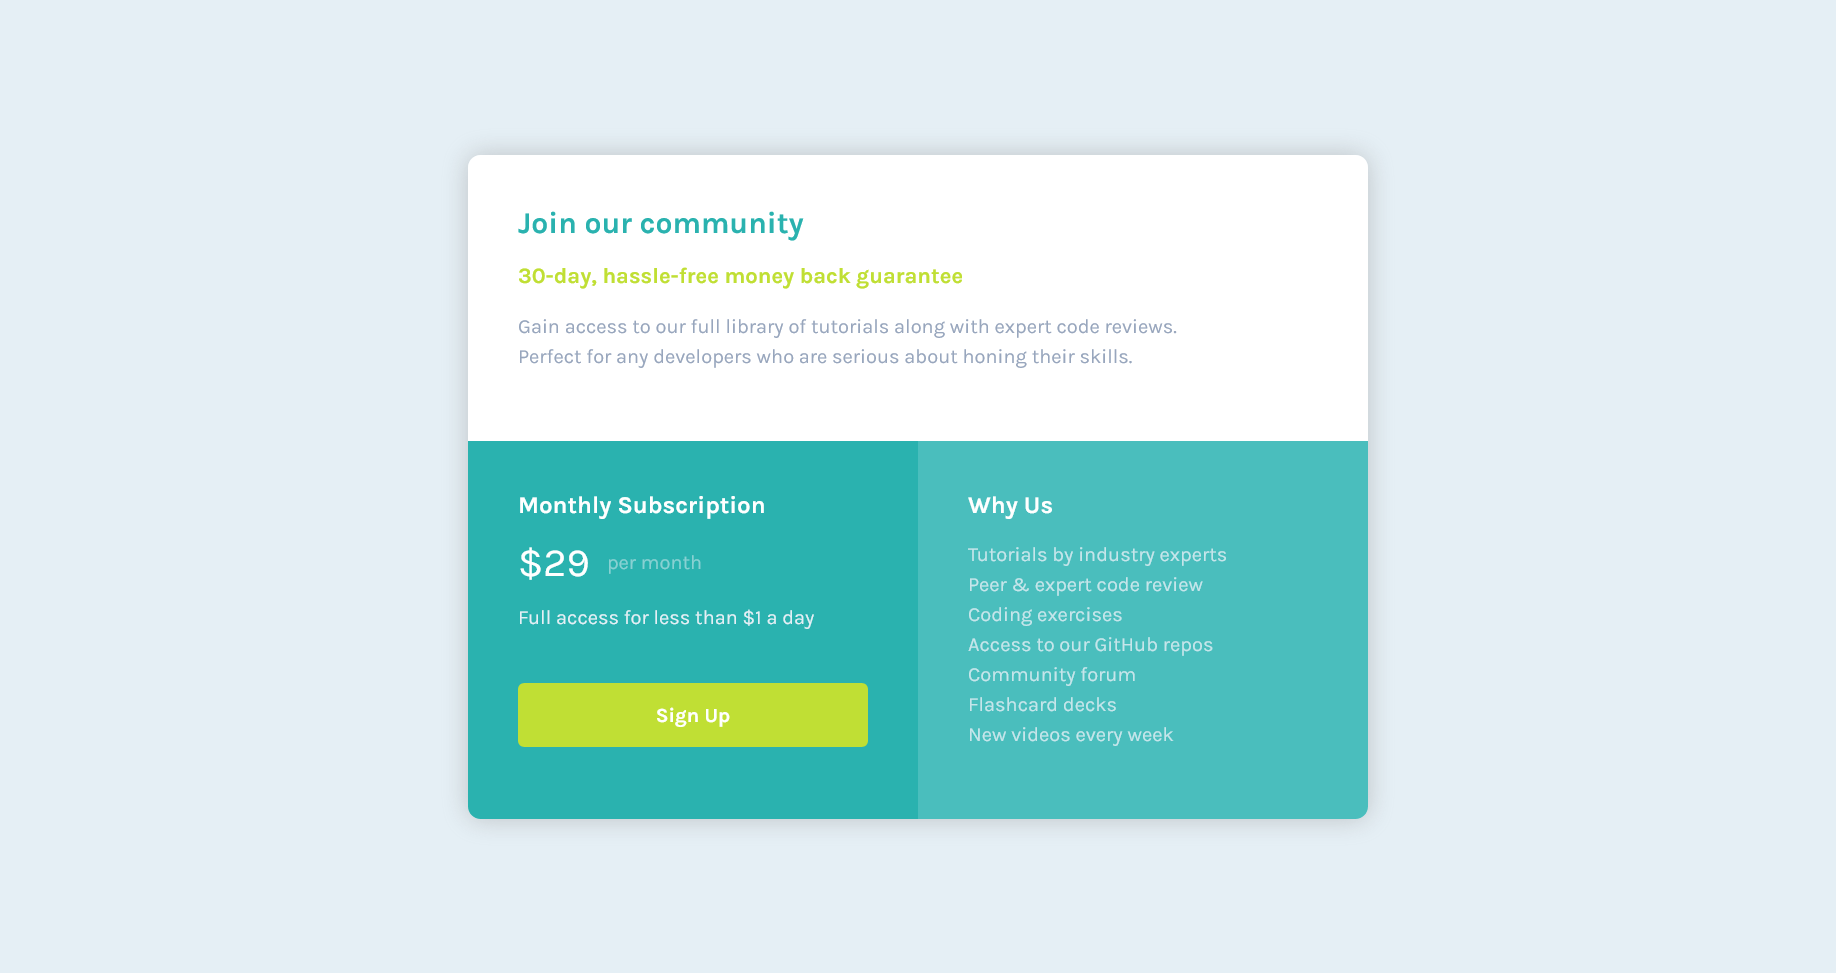 Join our community
30-day, hassle-free money back guarantee
Gain access to our full library of tutorials along with expert code reviews.
Perfect for any developers who are serious about honing their skills.
Monthly Subscription
$29 per month
Full access for less than $1 a day
Sign Up
Why Us
Tutorials by industry experts
Peer & expert code review
Coding exercises
Access to our GitHub repos
Community forum
Flashcard decks
New videos every week